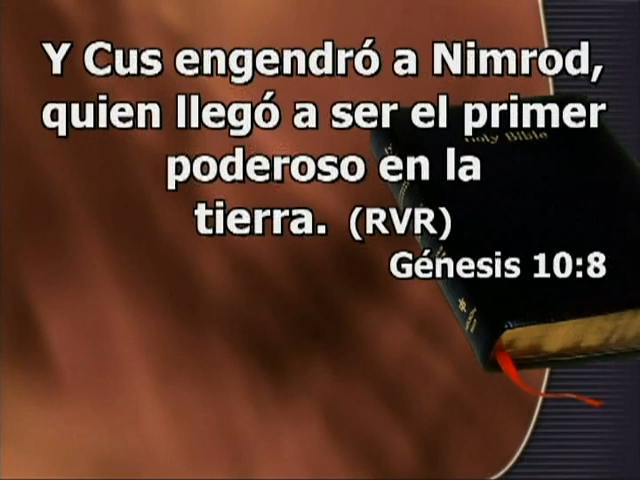 Y Cus engendró a Nimrod,
quien llegó a ser el primer
poderoso en la
tierra. (RVR)
Génesis 10:8
Holy Bible